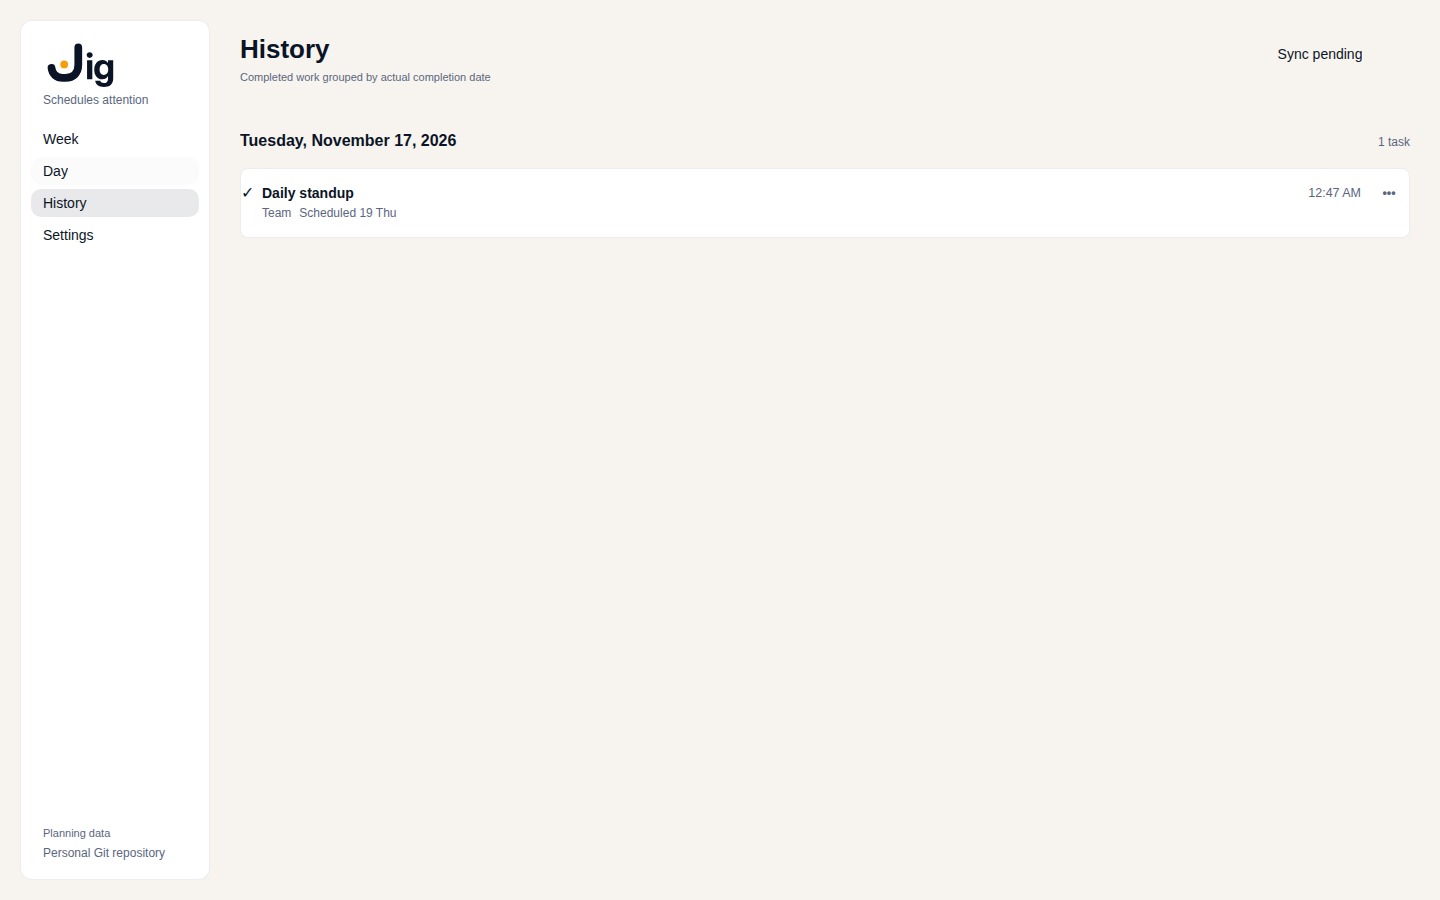 Jig
Schedules attention
Week
Day
History
Settings
Planning data
Personal Git repository
History
Completed work grouped by actual completion date
Sync pending
Tuesday, November 17, 2026
1 task
✓ Daily standup
Team Scheduled 19 Thu
12:47 AM •••